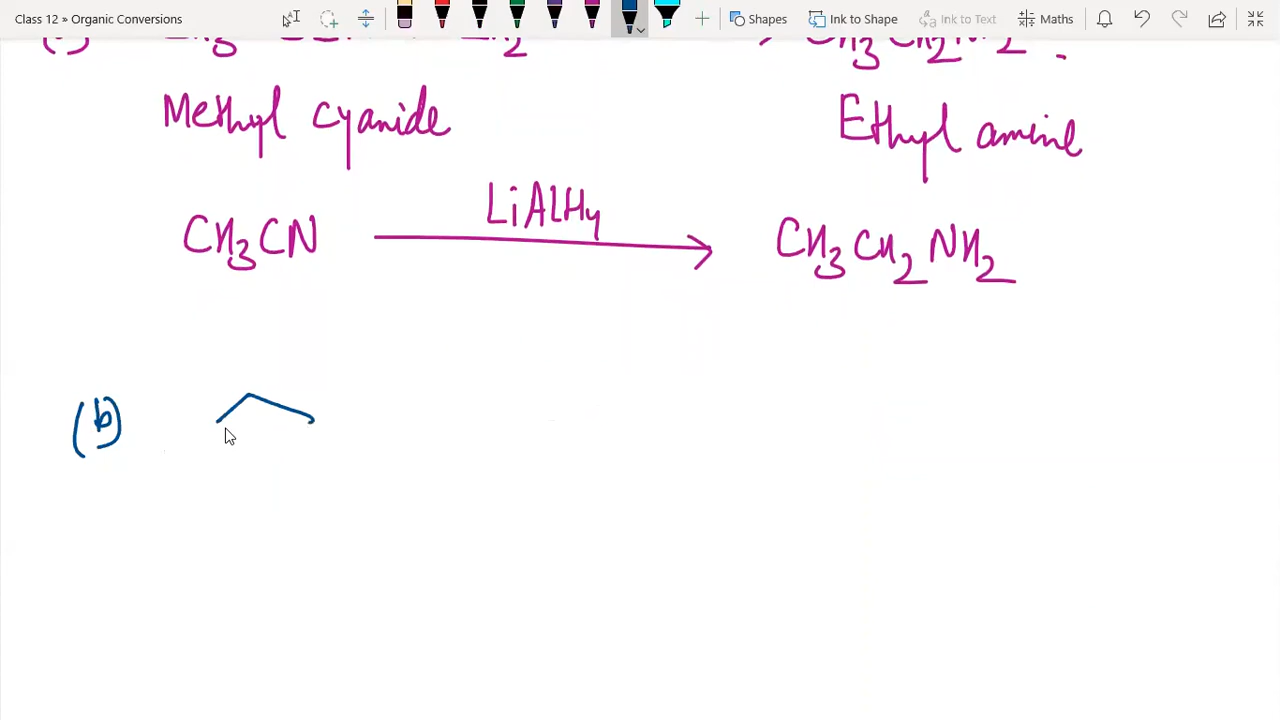 Class 12 » Organic Conversions
Shapes Ink to Shape Ink to Text Maths
CH3CH2NH2.
Methyl cyanide Ethyl amine
LiAlH4
CH3CN CH3CH2NH2
(b)